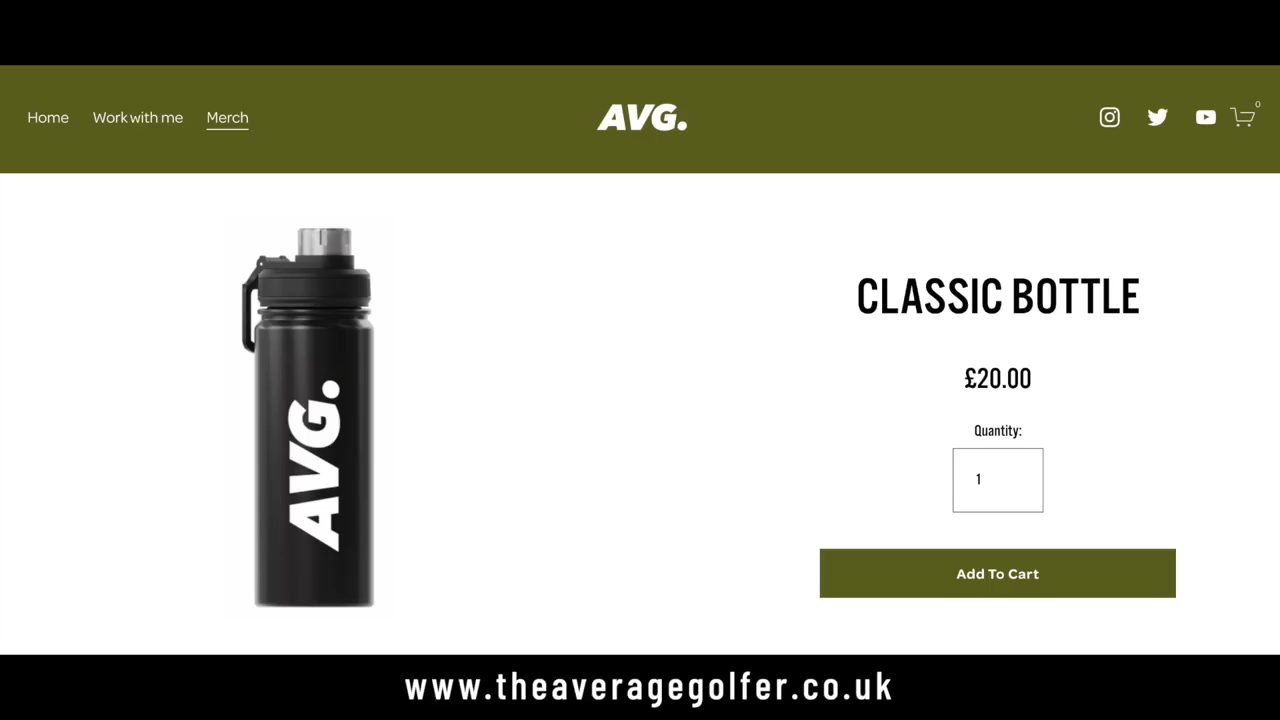 Home Work with me Merch
AVG.
0
AVG.
CLASSIC BOTTLE
£20.00
Quantity:
1
Add To Cart
www.theaveragegolfer.co.uk